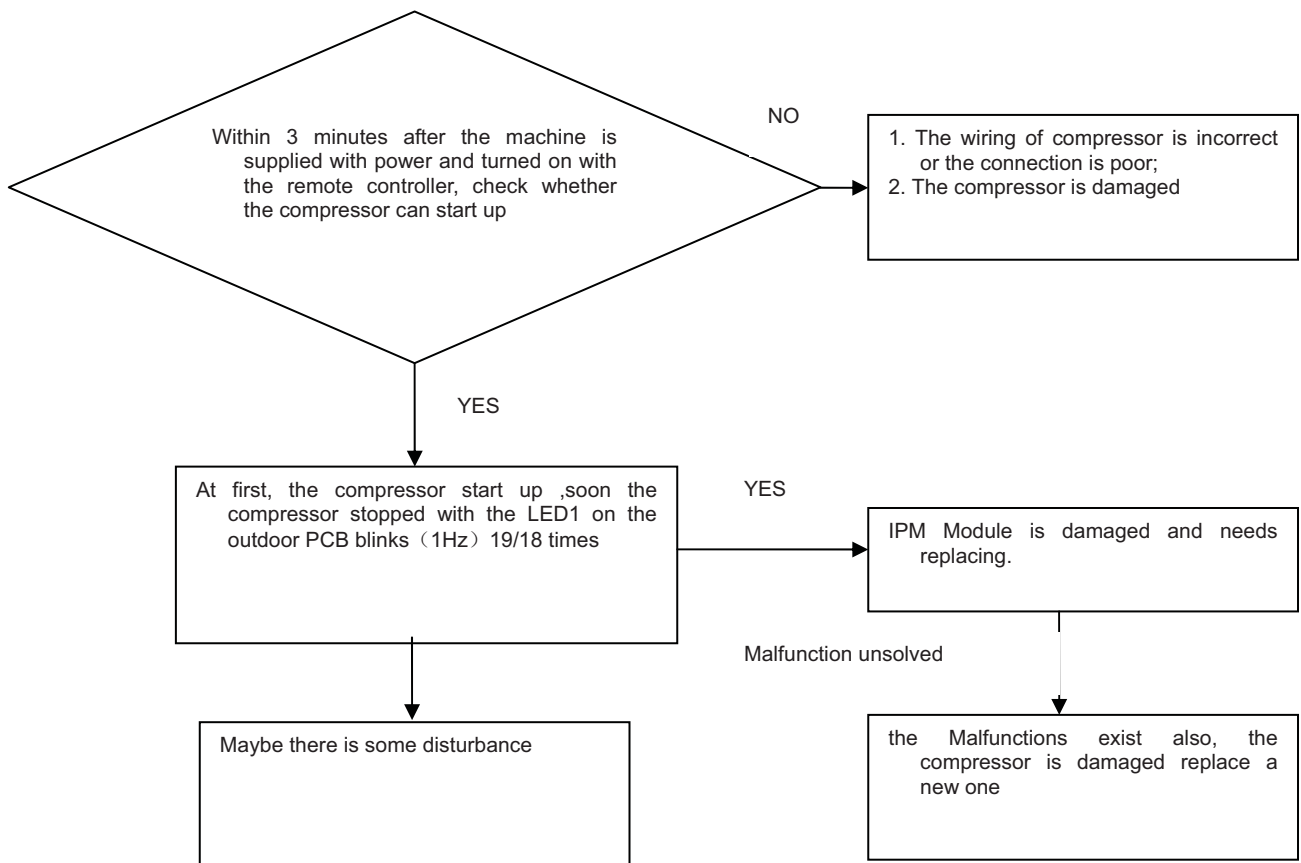 Within 3 minutes after the machine is
supplied with power and turned on with
the remote controller, check whether
the compressor can start up
NO
1. The wiring of compressor is incorrect
or the connection is poor;
2. The compressor is damaged
YES
At first, the compressor start up ,soon the
compressor stopped with the LED1 on the
outdoor PCB blinks（1Hz）19/18 times
YES
IPM Module is damaged and needs
replacing.
Malfunction unsolved
Maybe there is some disturbance
the Malfunctions exist also, the
compressor is damaged replace a
new one